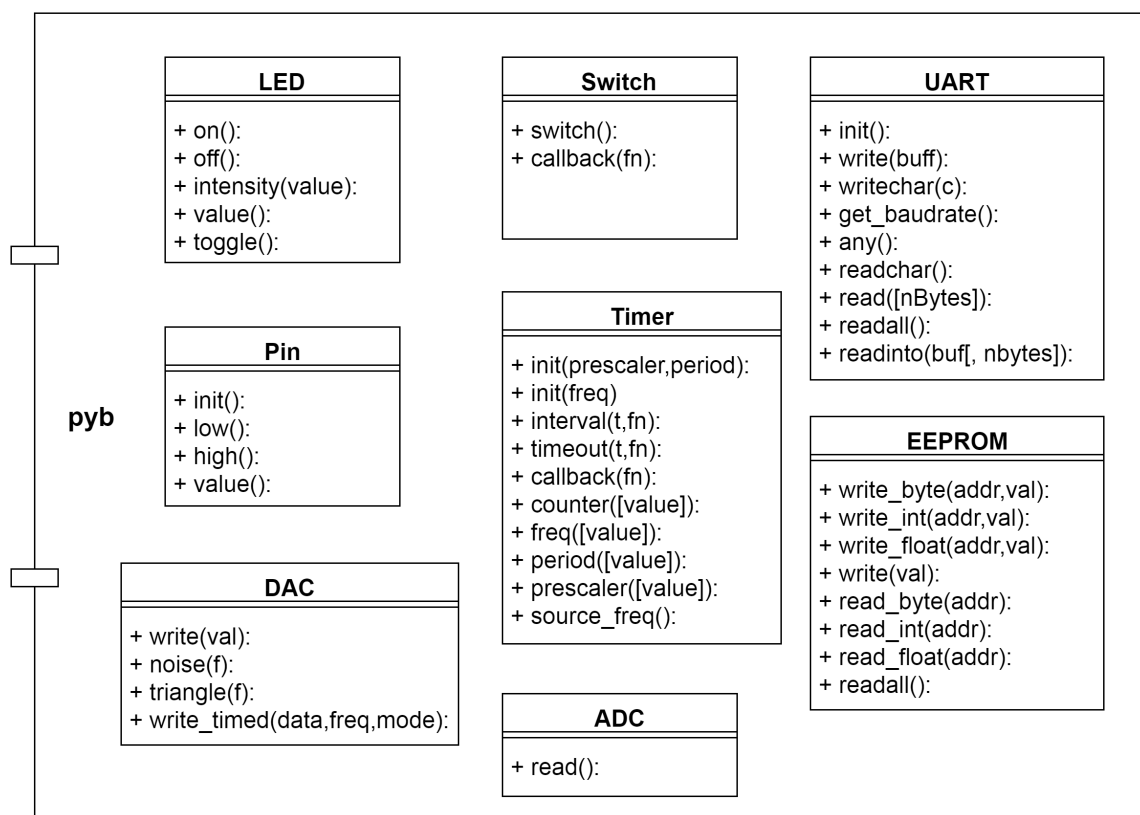 LED
+ on():
+ off():
+ intensity(value):
+ value():
+ toggle():
Switch
+ switch():
+ callback(fn):
UART
+ init():
+ write(buff):
+ writechar(c):
+ get_baudrate():
+ any():
+ readchar():
+ read([nBytes]):
+ readall():
+ readinto(buf[, nbytes]):
pyb
Pin
+ init():
+ low():
+ high():
+ value():
Timer
+ init(prescaler,period):
+ init(freq)
+ interval(t,fn):
+ timeout(t,fn):
+ callback(fn):
+ counter([value]):
+ freq([value]):
+ period([value]):
+ prescaler([value]):
+ source_freq():
EEPROM
+ write_byte(addr,val):
+ write_int(addr,val):
+ write_float(addr,val):
+ write(val):
+ read_byte(addr):
+ read_int(addr):
+ read_float(addr):
+ readall():
DAC
+ write(val):
+ noise(f):
+ triangle(f):
+ write_timed(data,freq,mode):
ADC
+ read():